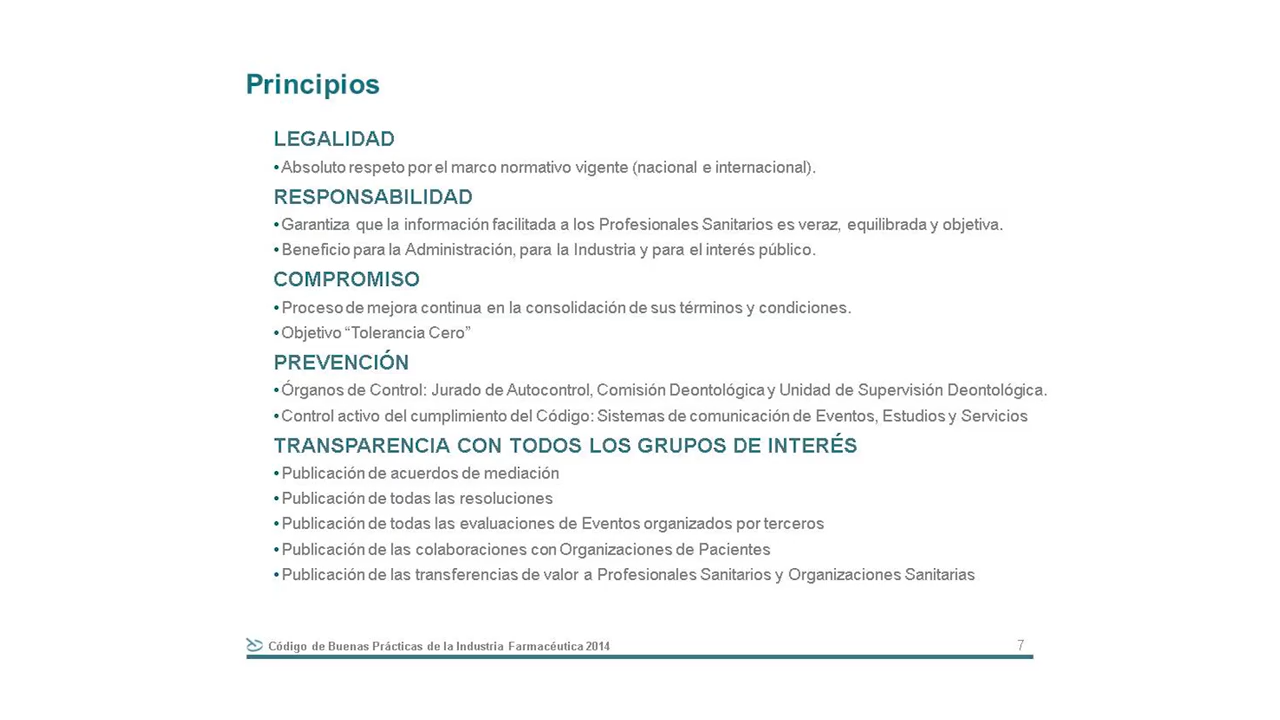 Principios
LEGALIDAD
•Absoluto respeto por el marco normativo vigente (nacional e internacional).
RESPONSABILIDAD
•Garantiza que la información facilitada a los Profesionales Sanitarios es veraz, equilibrada y objetiva.
•Beneficio para la Administración, para la Industria y para el interés público.
COMPROMISO
•Proceso de mejora continua en la consolidación de sus términos y condiciones.
•Objetivo “Tolerancia Cero”
PREVENCIÓN
•Órganos de Control: Jurado de Autocontrol, Comisión Deontológica y Unidad de Supervisión Deontológica.
•Control activo del cumplimiento del Código: Sistemas de comunicación de Eventos, Estudios y Servicios
TRANSPARENCIA CON TODOS LOS GRUPOS DE INTERÉS
•Publicación de acuerdos de mediación
•Publicación de todas las resoluciones
•Publicación de todas las evaluaciones de Eventos organizados por terceros
•Publicación de las colaboraciones con Organizaciones de Pacientes
•Publicación de las transferencias de valor a Profesionales Sanitarios y Organizaciones Sanitarias
Código de Buenas Prácticas de la Industria Farmacéutica 2014
7